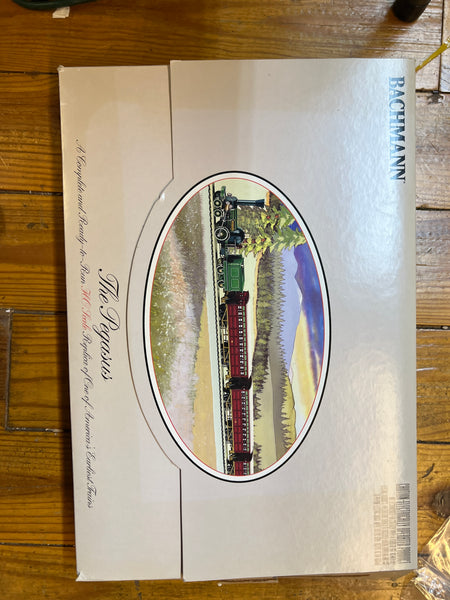 BACHMANN
The Pegasus
A Complete and Ready-to-Run HO Scale Replica of One of America's Earliest Trains